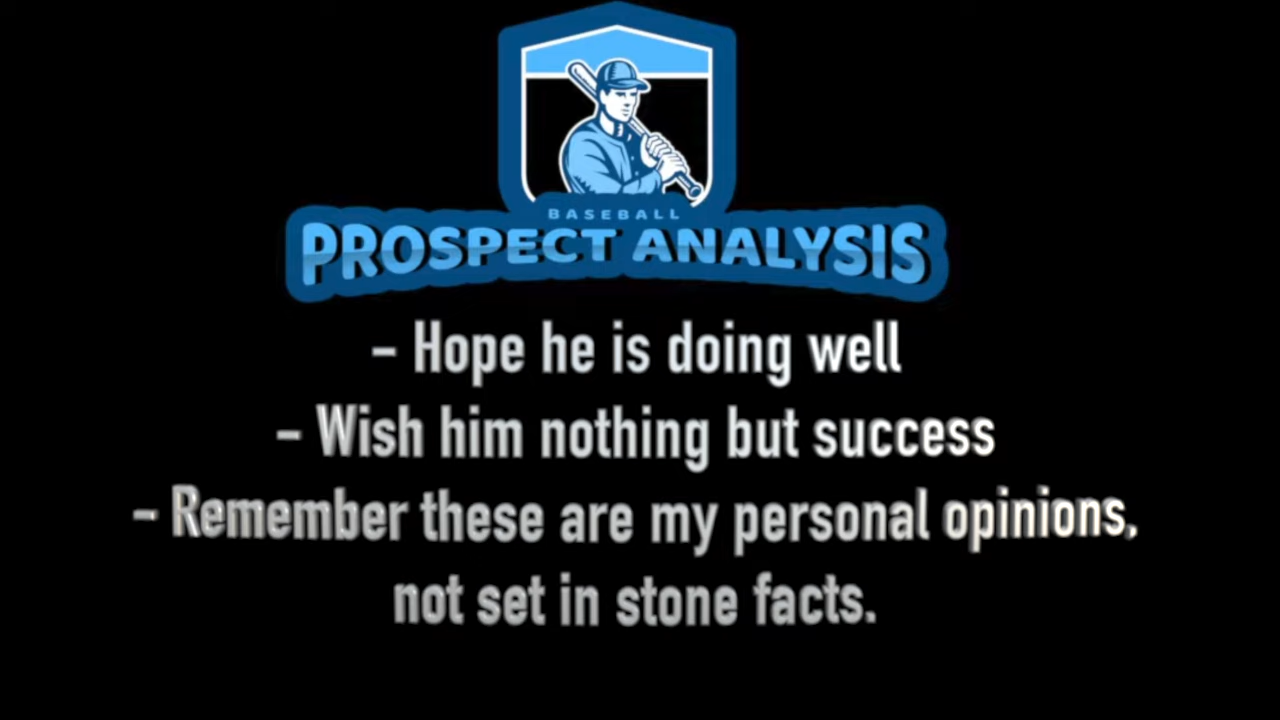 BASEBALL
PROSPECT ANALYSIS
– Hope he is doing well
– Wish him nothing but success
– Remember these are my personal opinions,
not set in stone facts.